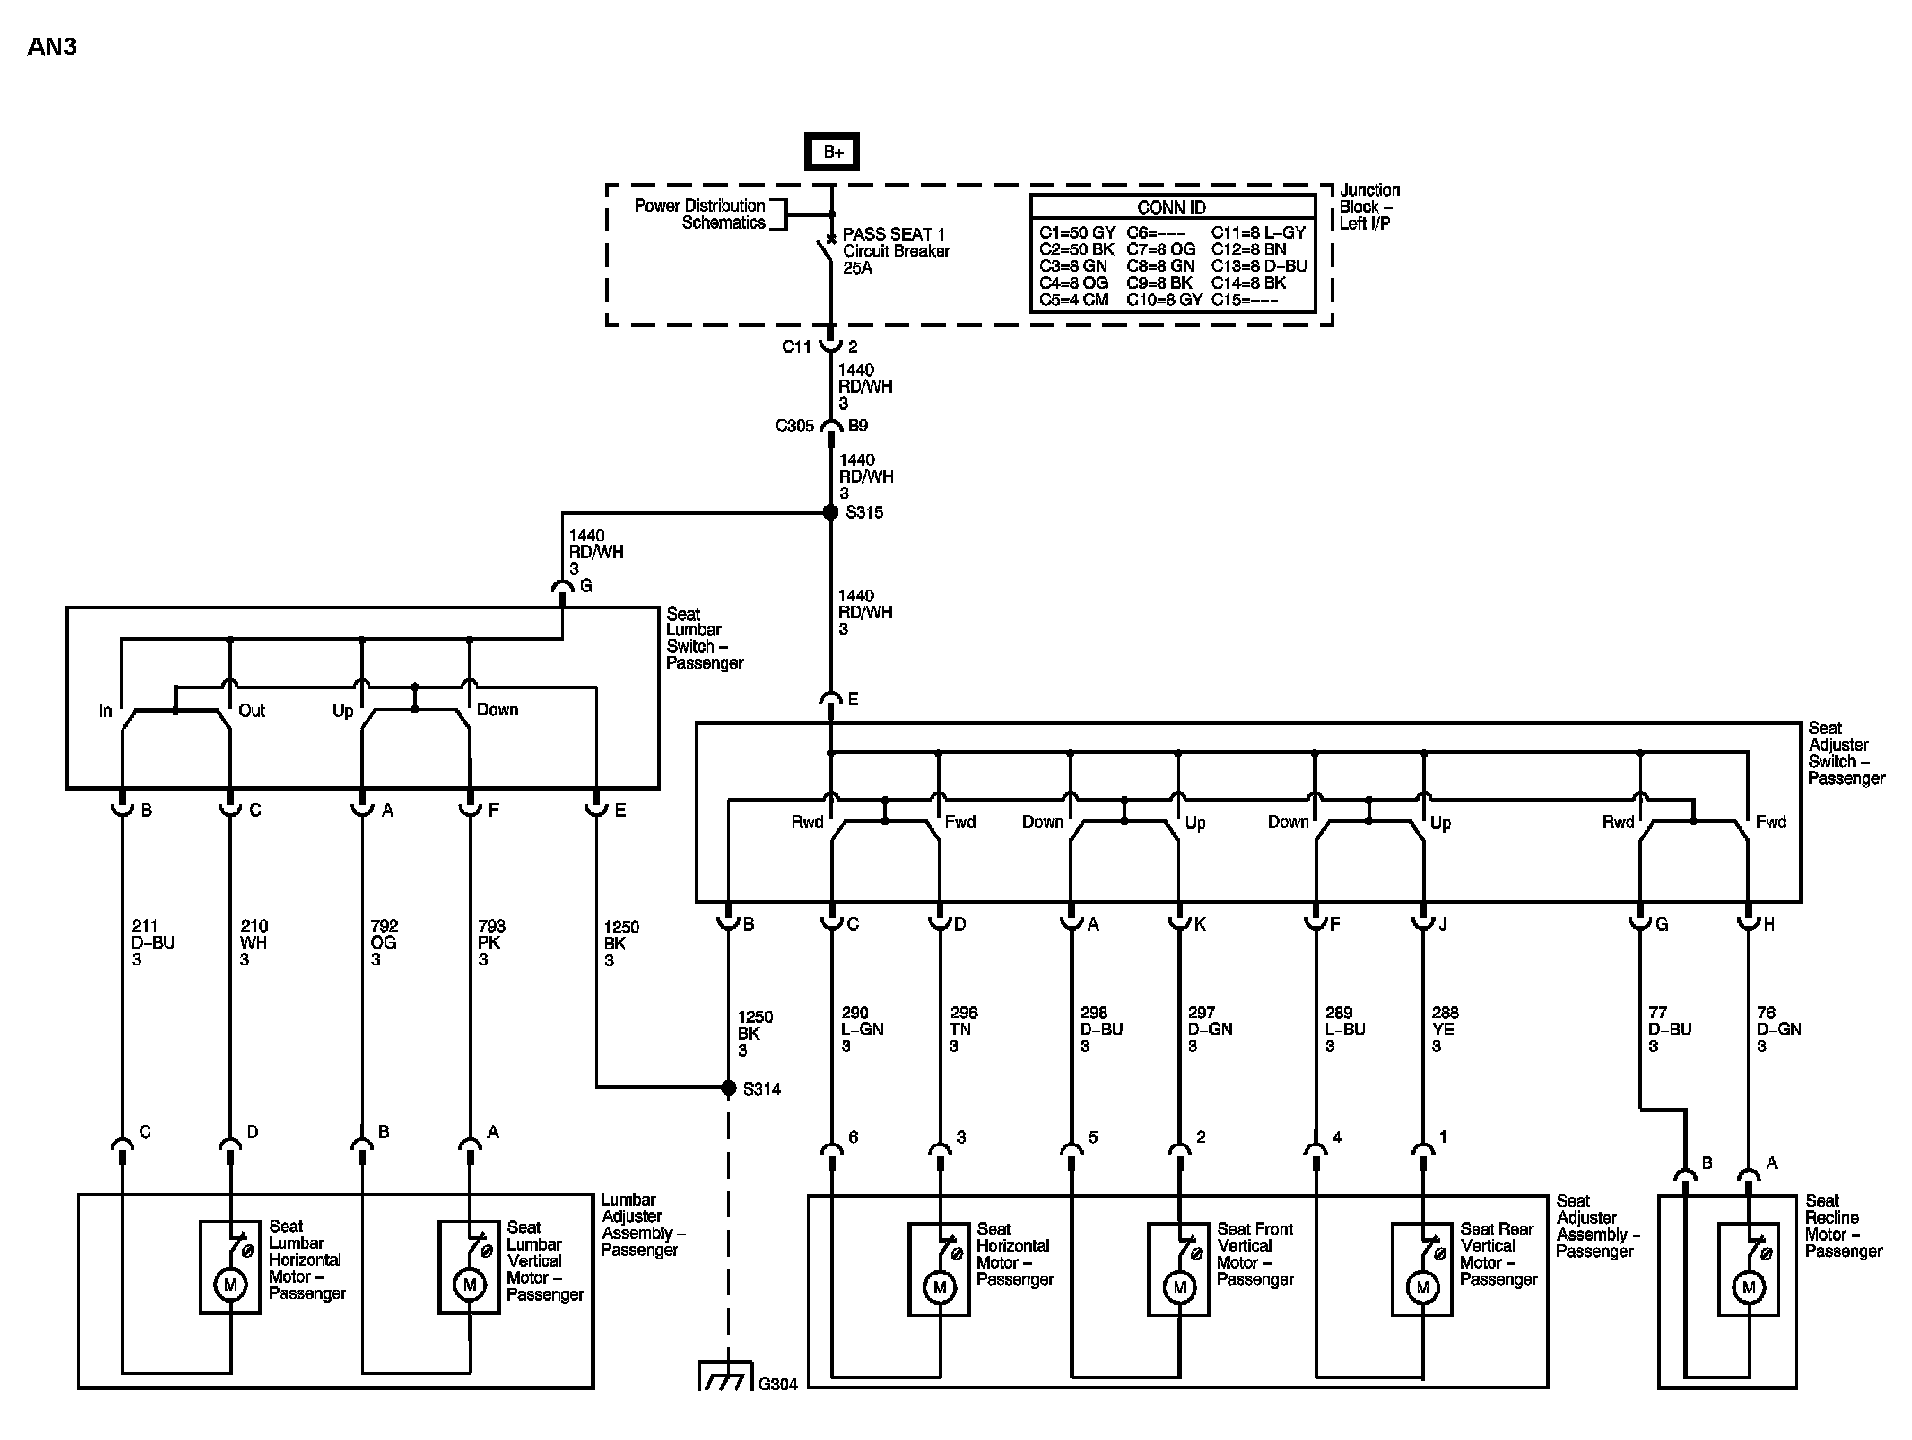 AN3
B+
Power Distribution
Schematics
PASS SEAT 1
Circuit Breaker
25A
CONN ID
C1=50 GY C6=--- C11=8 L-GY
C2=50 BK C7=8 OG C12=8 BN
C3=8 GN C8=8 GN C13=8 D-BU
C4=8 OG C9=8 BK C14=8 BK
C5=4 CM C10=8 GY C15=---
Junction
Block –
Left I/P
C11 2
1440
RD/WH
3
C305 B9
1440
RD/WH
3
S315
1440
RD/WH
3
G
1440
RD/WH
3
E
Seat
Lumbar
Switch –
Passenger
In
Out
Up
Down
B
C
A
F
E
Seat
Adjuster
Switch –
Passenger
Rwd
Fwd
Down
Up
Down
Up
Rwd
Fwd
B
C
D
A
K
F
J
G
H
211
D-BU
3
210
WH
3
792
OG
3
793
PK
3
1250
BK
3
1250
BK
3
290
L-GN
3
296
TN
3
298
D-BU
3
297
D-GN
3
289
L-BU
3
288
YE
3
77
D-BU
3
76
D-GN
3
S314
C
D
B
A
6
3
5
2
4
1
B
A
Seat
Lumbar
Horizontal
Motor –
Passenger
M
Seat
Lumbar
Vertical
Motor –
Passenger
M
Lumbar
Adjuster
Assembly –
Passenger
G304
Seat
Horizontal
Motor –
Passenger
M
Seat Front
Vertical
Motor –
Passenger
M
Seat Rear
Vertical
Motor –
Passenger
M
Seat
Adjuster
Assembly –
Passenger
M
Seat
Recline
Motor –
Passenger